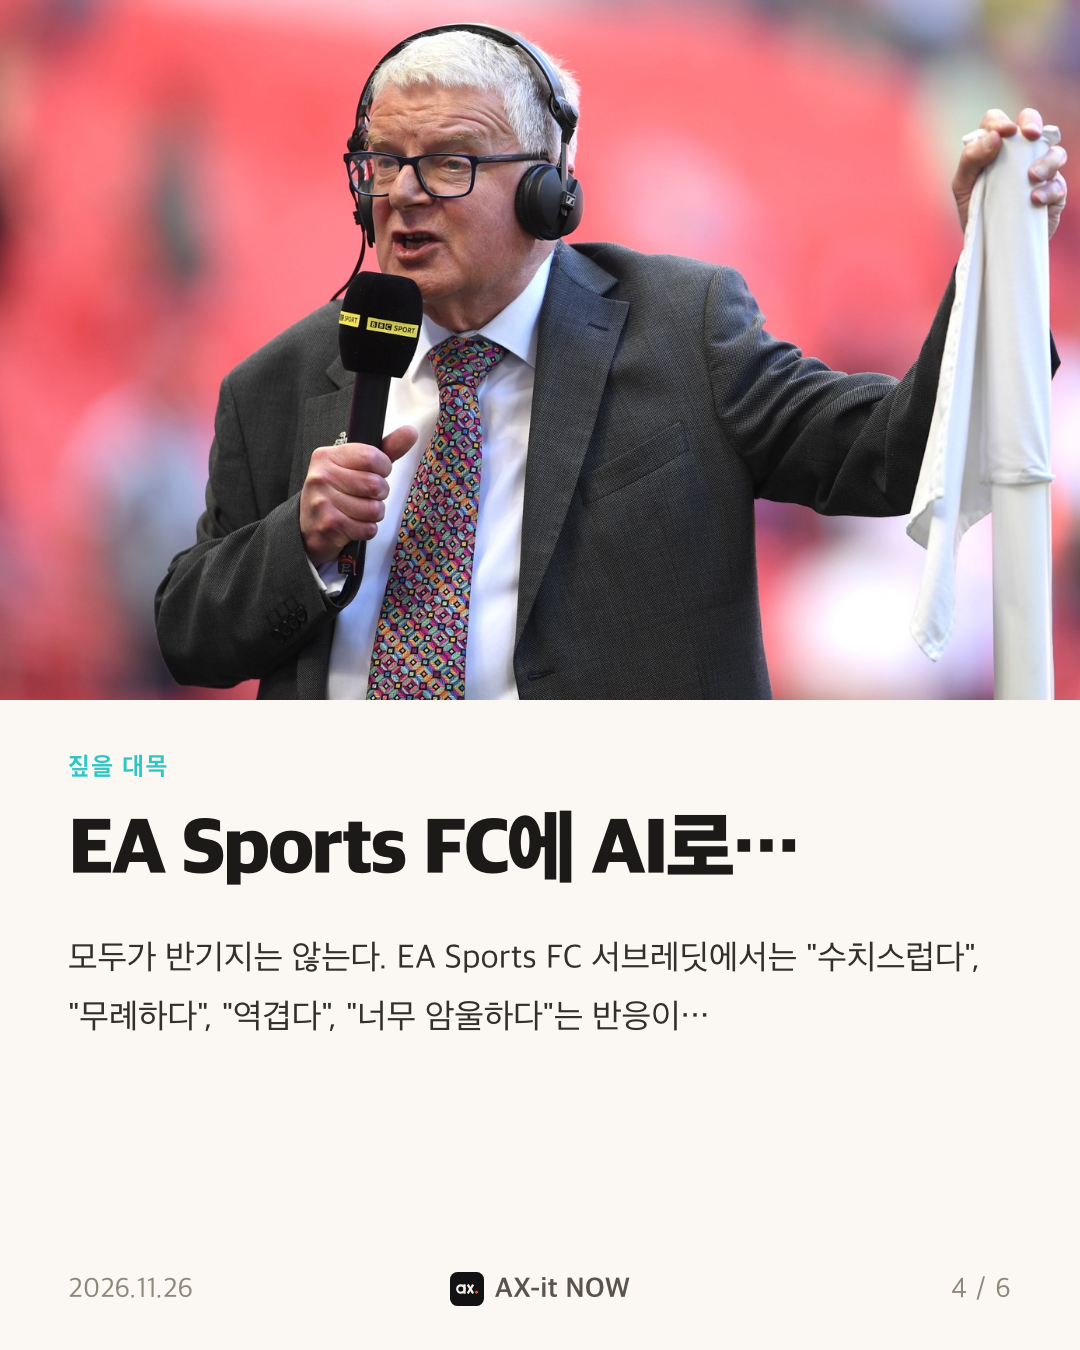 BBC SPORT
짚을 대목
EA Sports FC에 AI로…
모두가 반기지는 않는다. EA Sports FC 서브레딧에서는 "수치스럽다",
"무례하다", "역겹다", "너무 암울하다"는 반응이…
2026.11.26
ax.
AX-it NOW
4 / 6